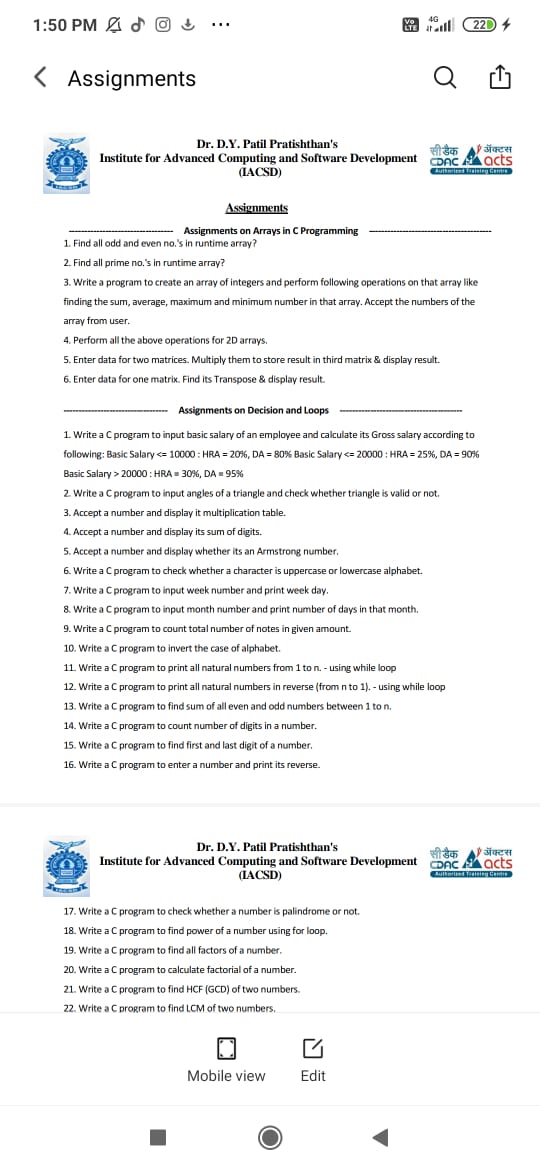 1:50 PM ...
Vo LTE 4G 22
Assignments
Dr. D.Y. Patil Pratishthan's
Institute for Advanced Computing and Software Development
(IACSD)
सी डैक ॲक्टस
CDAC acts
Authorized Training Centre
IACSD
Assignments
------------------------------- Assignments on Arrays in C Programming -------------------------------
1. Find all odd and even no.'s in runtime array?
2. Find all prime no.'s in runtime array?
3. Write a program to create an array of integers and perform following operations on that array like
finding the sum, average, maximum and minimum number in that array. Accept the numbers of the
array from user.
4. Perform all the above operations for 2D arrays.
5. Enter data for two matrices. Multiply them to store result in third matrix & display result.
6. Enter data for one matrix. Find its Transpose & display result.
------------------------------- Assignments on Decision and Loops -------------------------------
1. Write a C program to input basic salary of an employee and calculate its Gross salary according to
following: Basic Salary <= 10000 : HRA = 20%, DA = 80% Basic Salary <= 20000 : HRA = 25%, DA = 90%
Basic Salary > 20000 : HRA = 30%, DA = 95%
2. Write a C program to input angles of a triangle and check whether triangle is valid or not.
3. Accept a number and display it multiplication table.
4. Accept a number and display its sum of digits.
5. Accept a number and display whether its an Armstrong number.
6. Write a C program to check whether a character is uppercase or lowercase alphabet.
7. Write a C program to input week number and print week day.
8. Write a C program to input month number and print number of days in that month.
9. Write a C program to count total number of notes in given amount.
10. Write a C program to invert the case of alphabet.
11. Write a C program to print all natural numbers from 1 to n. - using while loop
12. Write a C program to print all natural numbers in reverse (from n to 1). - using while loop
13. Write a C program to find sum of all even and odd numbers between 1 to n.
14. Write a C program to count number of digits in a number.
15. Write a C program to find first and last digit of a number.
16. Write a C program to enter a number and print its reverse.
Dr. D.Y. Patil Pratishthan's
Institute for Advanced Computing and Software Development
(IACSD)
सी डैक ॲक्टस
CDAC acts
Authorized Training Centre
IACSD
17. Write a C program to check whether a number is palindrome or not.
18. Write a C program to find power of a number using for loop.
19. Write a C program to find all factors of a number.
20. Write a C program to calculate factorial of a number.
21. Write a C program to find HCF (GCD) of two numbers.
22. Write a C program to find LCM of two numbers.
Mobile view Edit